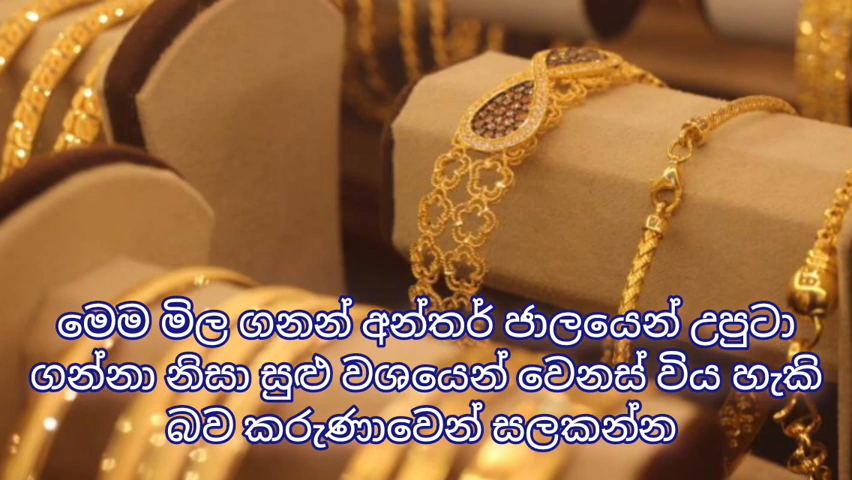 මෙම මිල ගනන් අන්තර් ජාලයෙන් උපුටා
ගන්නා නිසා සුළු වශයෙන් වෙනස් විය හැකි
බව කරුණාවෙන් සලකන්න